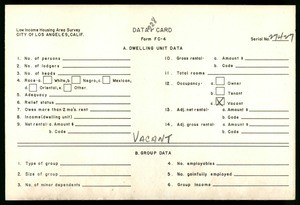 Low Income Housing Area Survey
CITY OF LOS ANGELES, CALIF.
DATA CARD
Form FC-4
Serial No.
A. DWELLING UNIT DATA
1. No. of persons
2. No. of lodgers
3. No. of bedrooms
4. Race-a. White, b. Negro, c. Mexican,
d. Oriental, e. Other
5. Adequacy
6. Relief status
7. Owes more than 2 mos's rent
8. Income (dwelling unit)
9. Net rental a. Amount $
b. Code
10. Gross rental: a. Amount $
b. Code
11. Total rooms
12. Occupancy: a. Owner
b. Tenant
c. X Vacant
13. Adj. net rental: a. Amount $
b. Code
14. Adj. gross rental: a. Amount $
b. Code
VACANT
B. GROUP DATA
1. Type of group
2. Size of group
3. No. of minor dependents
4. No. employables
5. No. gainfully employed
6. Group income